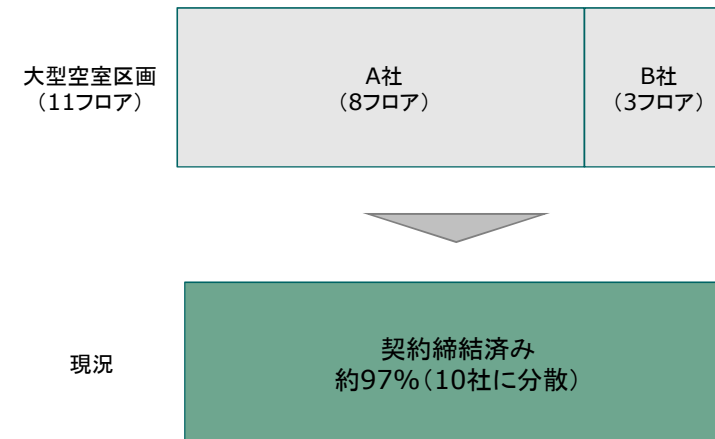 大型空室区画
（11フロア）
A社
（8フロア）
B社
（3フロア）
現況
契約締結済み
約97%（10社に分散）